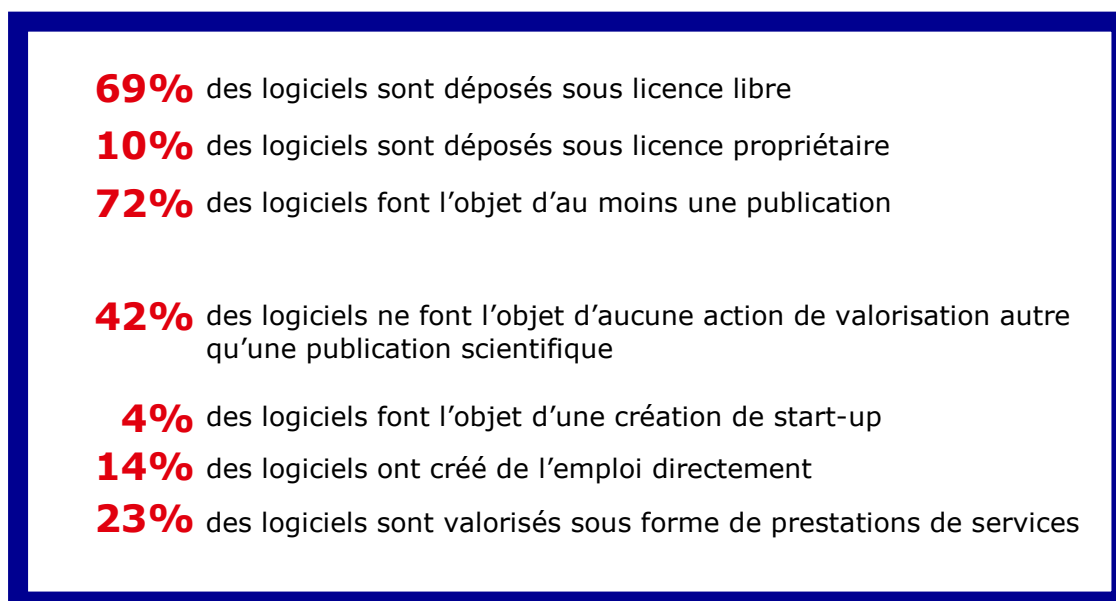 69% des logiciels sont déposés sous licence libre
10% des logiciels sont déposés sous licence propriétaire
72% des logiciels font l’objet d’au moins une publication
42% des logiciels ne font l’objet d’aucune action de valorisation autre
qu’une publication scientifique
4% des logiciels font l’objet d’une création de start-up
14% des logiciels ont créé de l’emploi directement
23% des logiciels sont valorisés sous forme de prestations de services